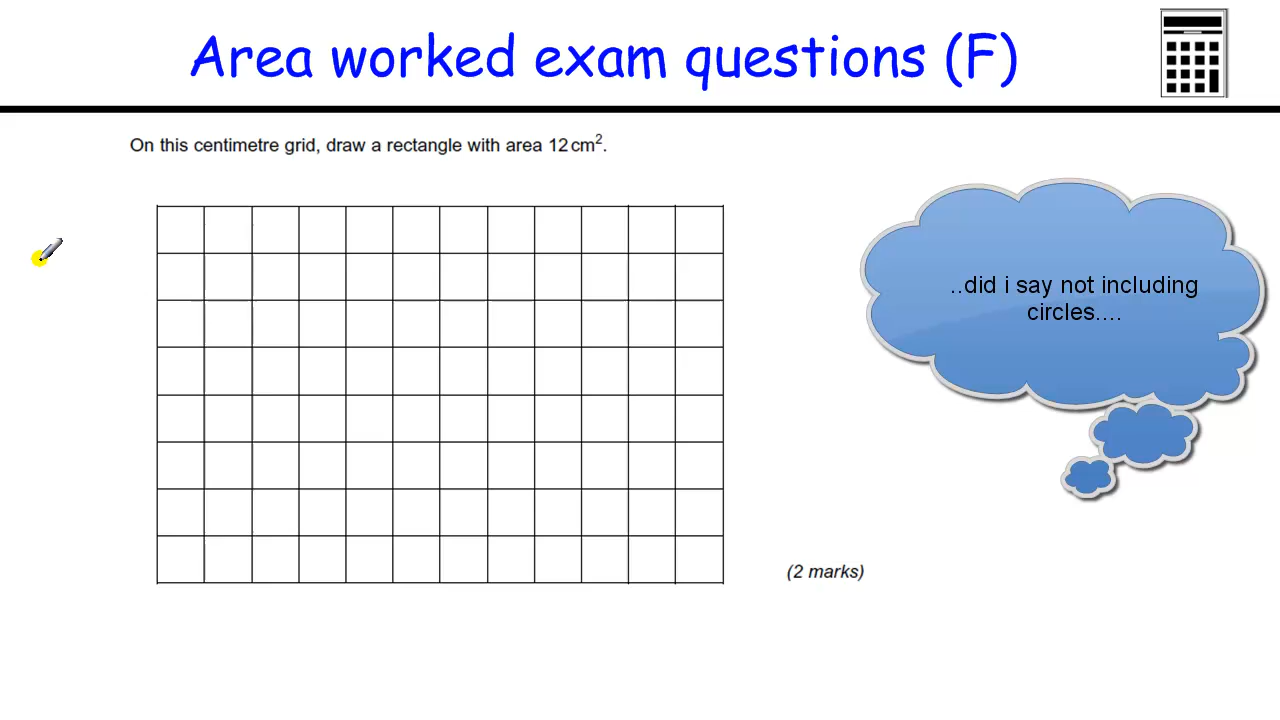 Area worked exam questions (F)
On this centimetre grid, draw a rectangle with area 12 cm².
..did i say not including
circles....
(2 marks)